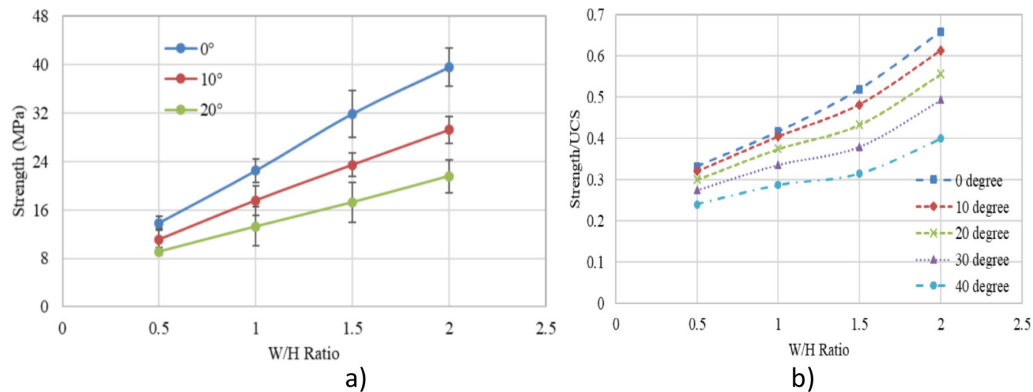 48
40
32
24
16
8
0
Strength (MPa)
0°
10°
20°
0 0.5 1 1.5 2 2.5
W/H Ratio
a)
0.7
0.6
0.5
0.4
0.3
0.2
0.1
0
Strength/UCS
0 degree
10 degree
20 degree
30 degree
40 degree
0 0.5 1 1.5 2 2.5
W/H Ratio
b)